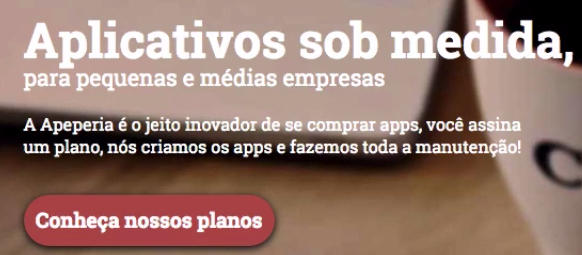 Aplicativos sob medida,
para pequenas e médias empresas
A Apeperia é o jeito inovador de se comprar apps, você assina
um plano, nós criamos os apps e fazemos toda a manutenção!
Conheça nossos planos